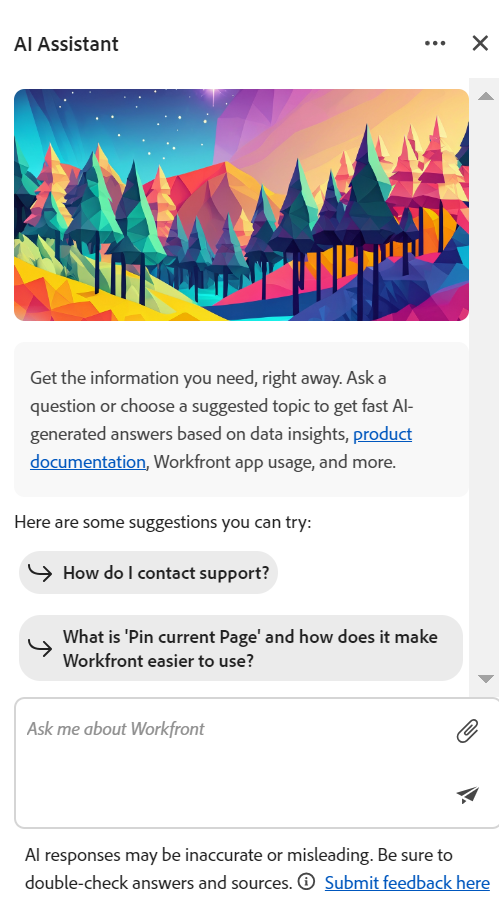 AI Assistant
Get the information you need, right away. Ask a
question or choose a suggested topic to get fast AI-
generated answers based on data insights, product
documentation, Workfront app usage, and more.
Here are some suggestions you can try:
How do I contact support?
What is 'Pin current Page' and how does it make
Workfront easier to use?
Ask me about Workfront
AI responses may be inaccurate or misleading. Be sure to
double-check answers and sources. Submit feedback here